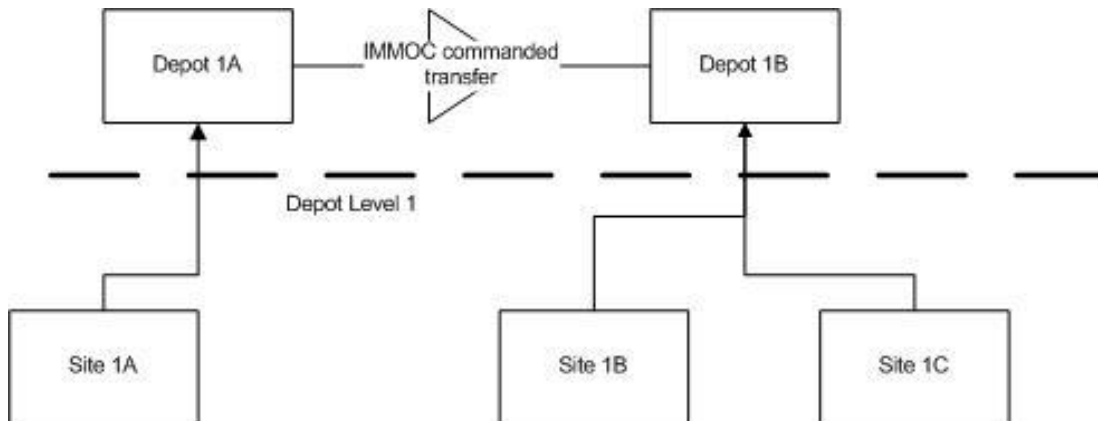 Depot 1A
IMMOC commanded
transfer
Depot 1B
Depot Level 1
Site 1A
Site 1B
Site 1C